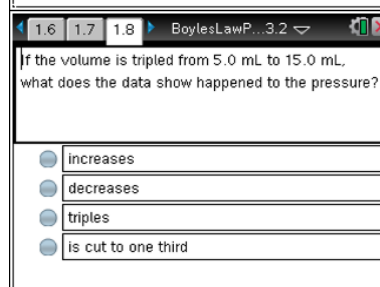 1.6 1.7 1.8 BoylesLawP...3.2
If the volume is tripled from 5.0 mL to 15.0 mL,
what does the data show happened to the pressure?
increases
decreases
triples
is cut to one third